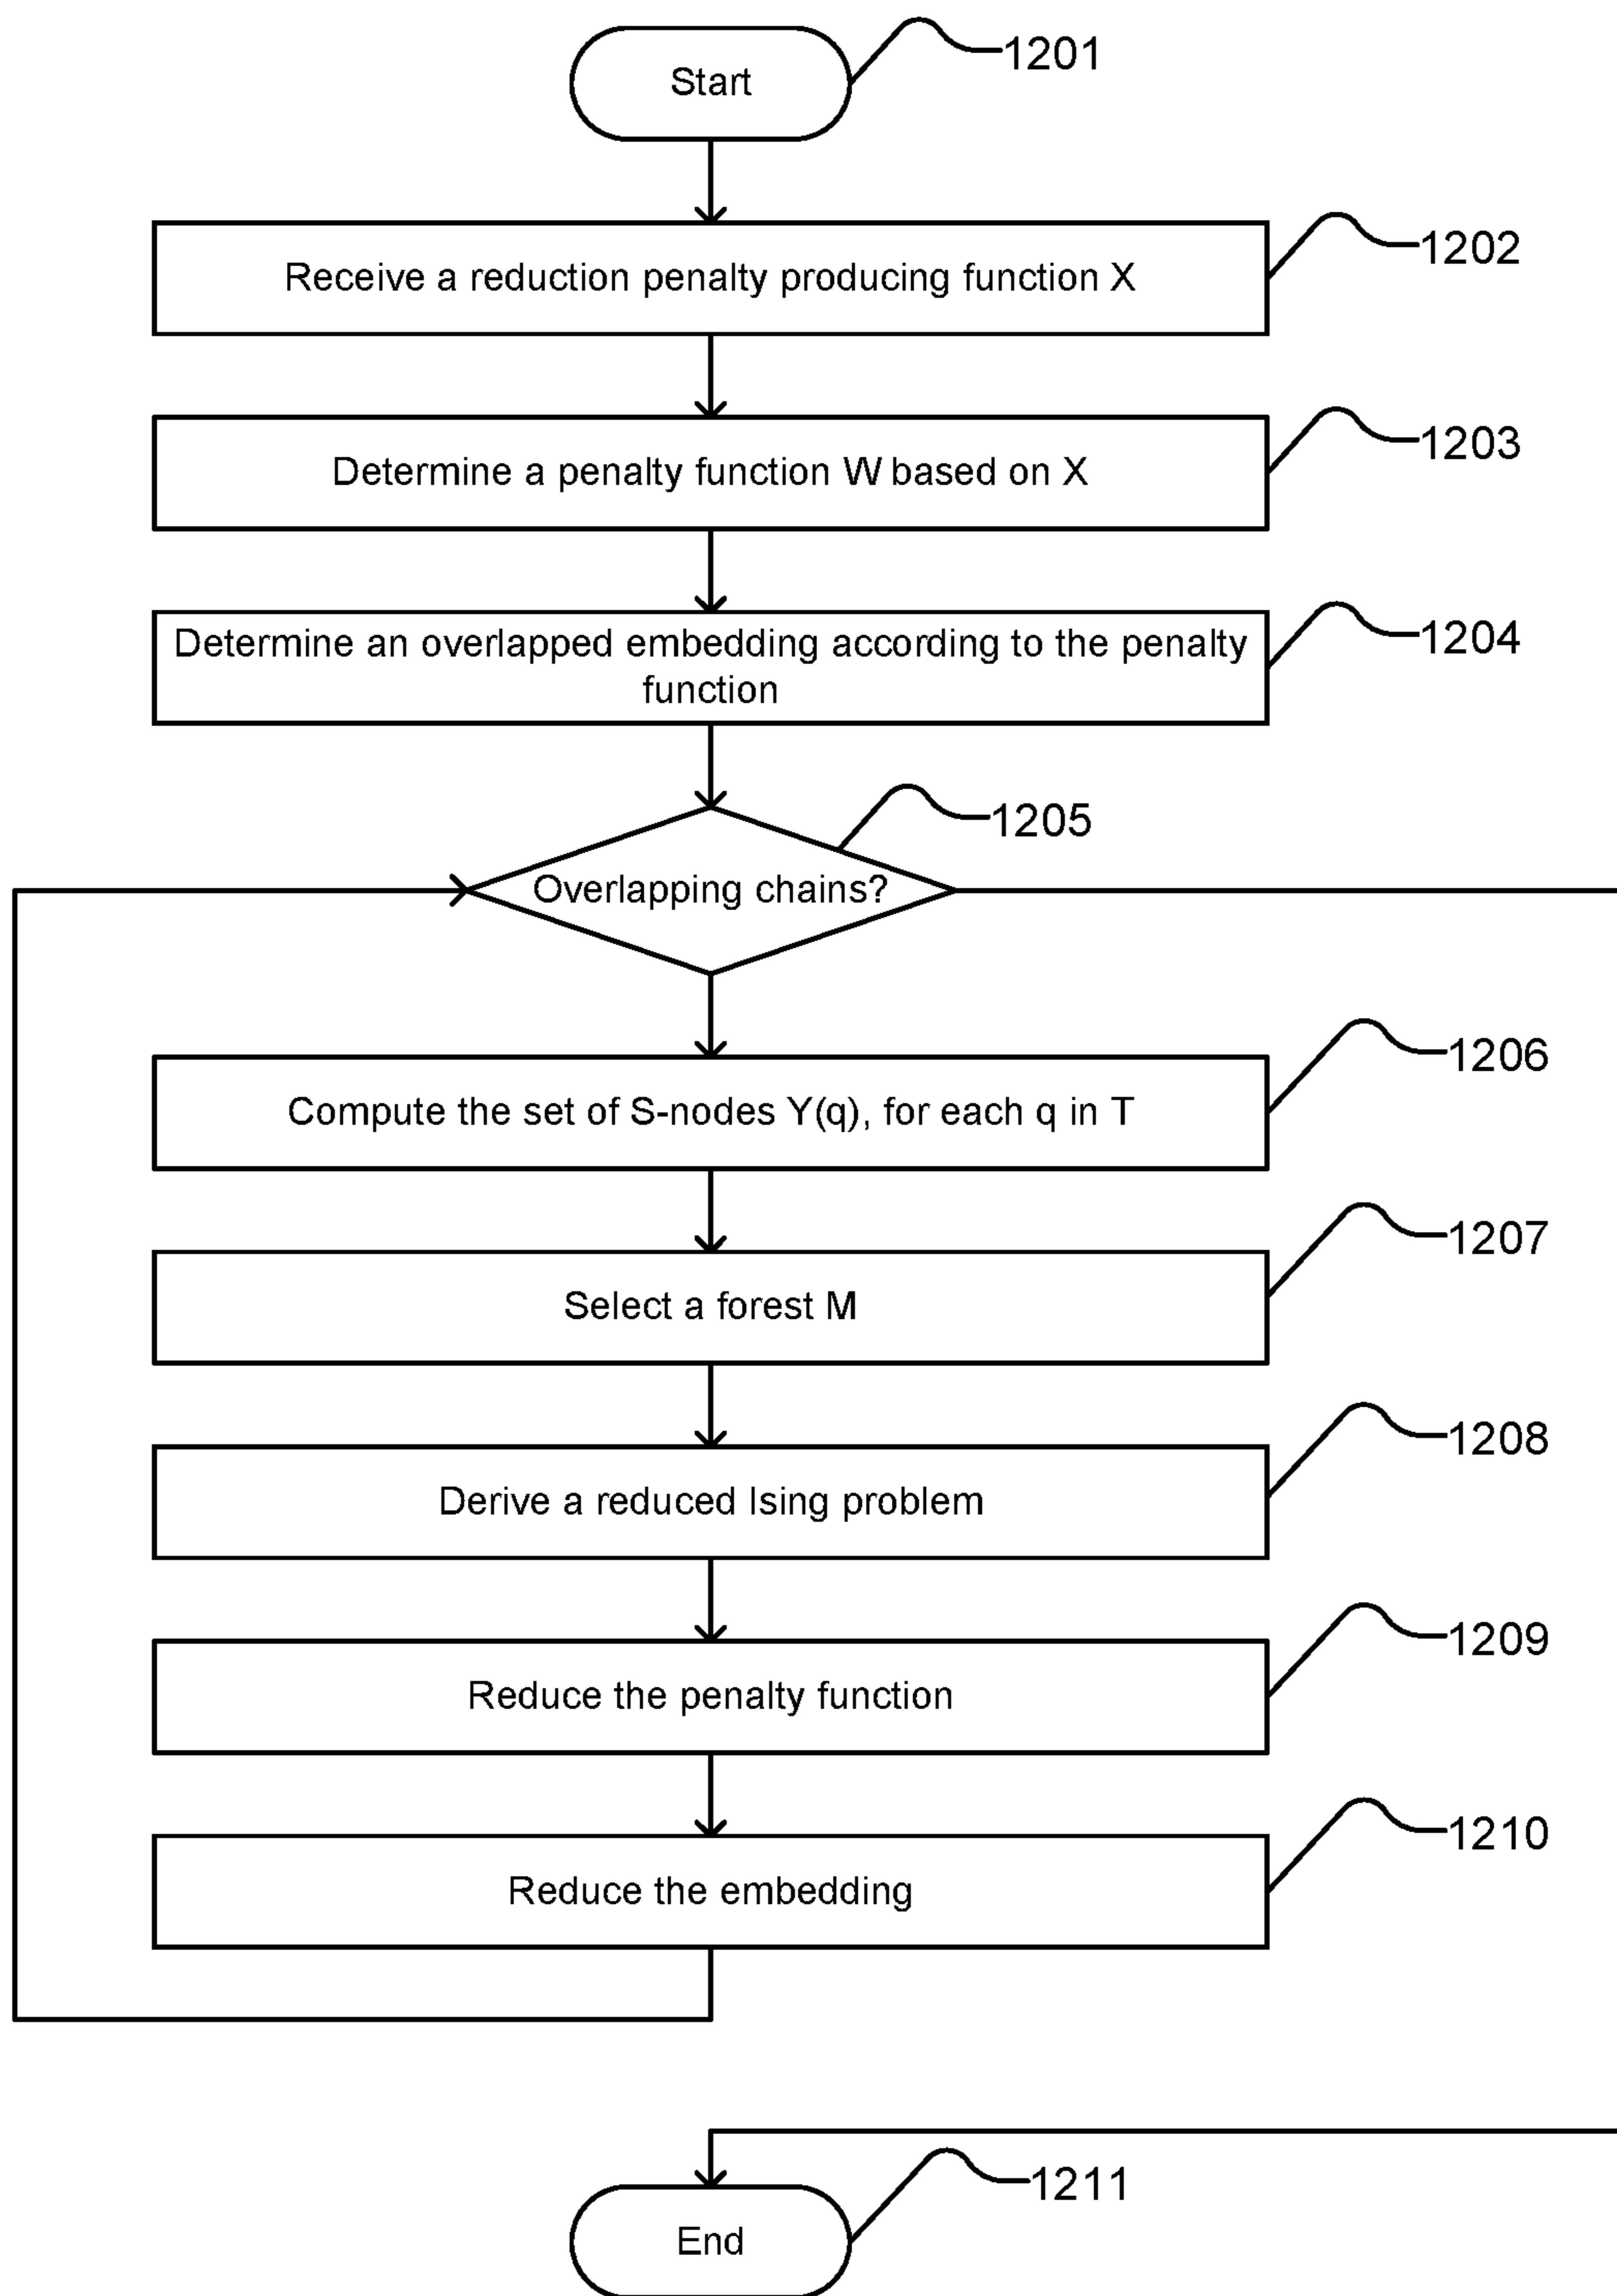 Start
1201
Receive a reduction penalty producing function X
1202
Determine a penalty function W based on X
1203
Determine an overlapped embedding according to the penalty
function
1204
Overlapping chains?
1205
Compute the set of S-nodes Y(q), for each q in T
1206
Select a forest M
1207
Derive a reduced Ising problem
1208
Reduce the penalty function
1209
Reduce the embedding
1210
End
1211